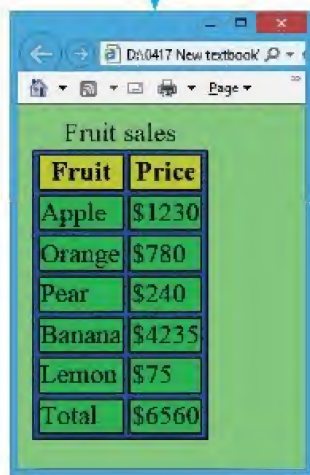 D:\0417 New textbook\
Page
Fruit sales
Fruit Price
Apple $1230
Orange $780
Pear $240
Banana $4235
Lemon $75
Total $6560